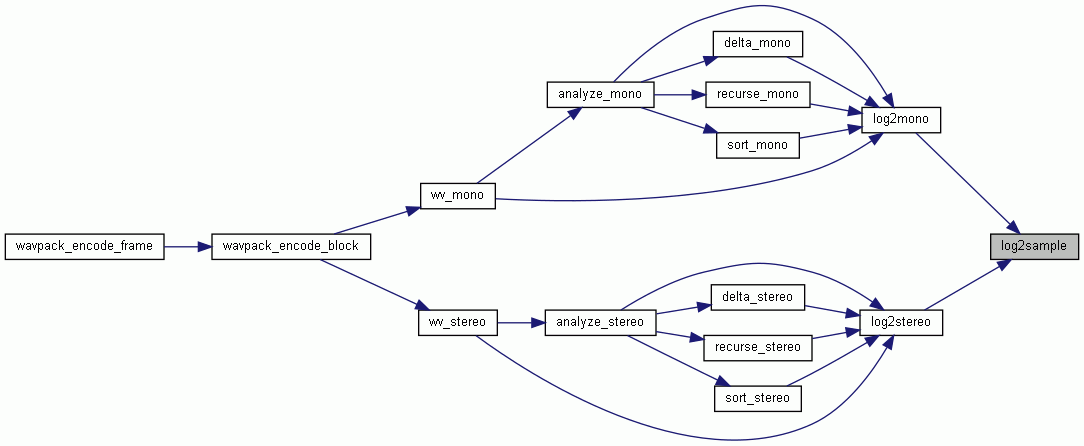 delta_mono
analyze_mono
recurse_mono
log2mono
sort_mono
wv_mono
wavpack_encode_frame
wavpack_encode_block
log2sample
delta_stereo
wv_stereo
analyze_stereo
log2stereo
recurse_stereo
sort_stereo